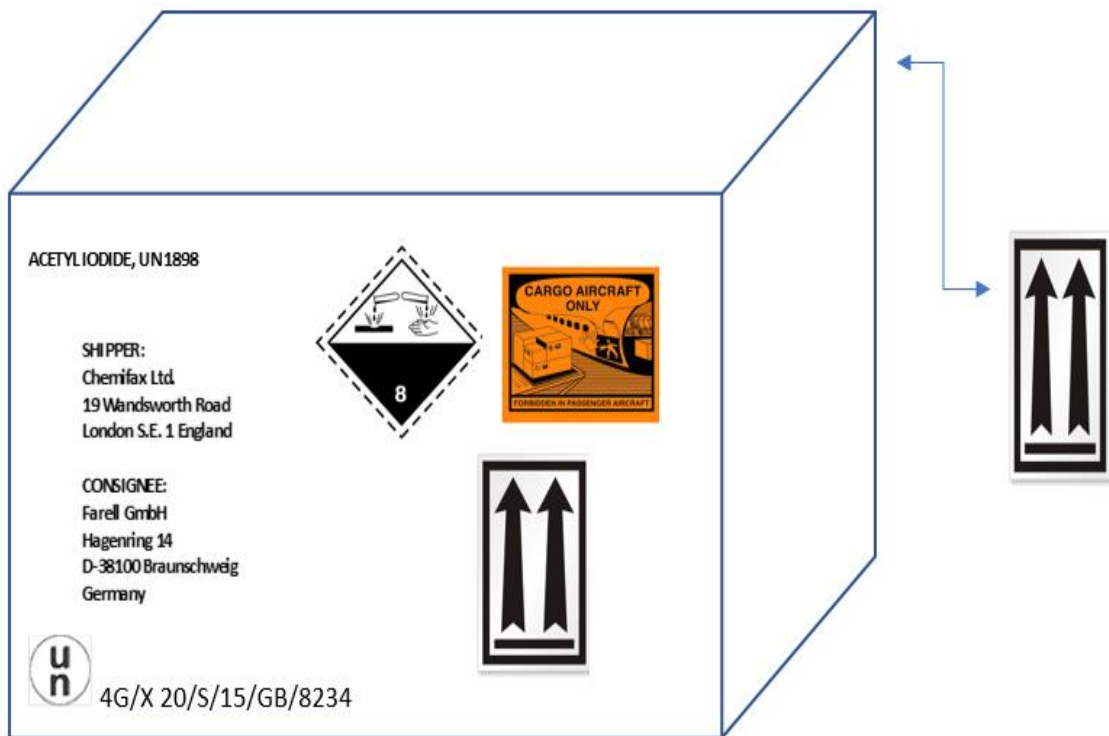 ACETYL IODIDE, UN1898
8
CARGO AIRCRAFT
ONLY
FORBIDDEN IN PASSENGER AIRCRAFT
SHIPPER:
Chemifax Ltd.
19 Wandsworth Road
London S.E. 1 England
CONSIGNEE:
Farell GmbH
Hagenring 14
D-38100 Braunschweig
Germany
u
n
4G/X 20/S/15/GB/8234